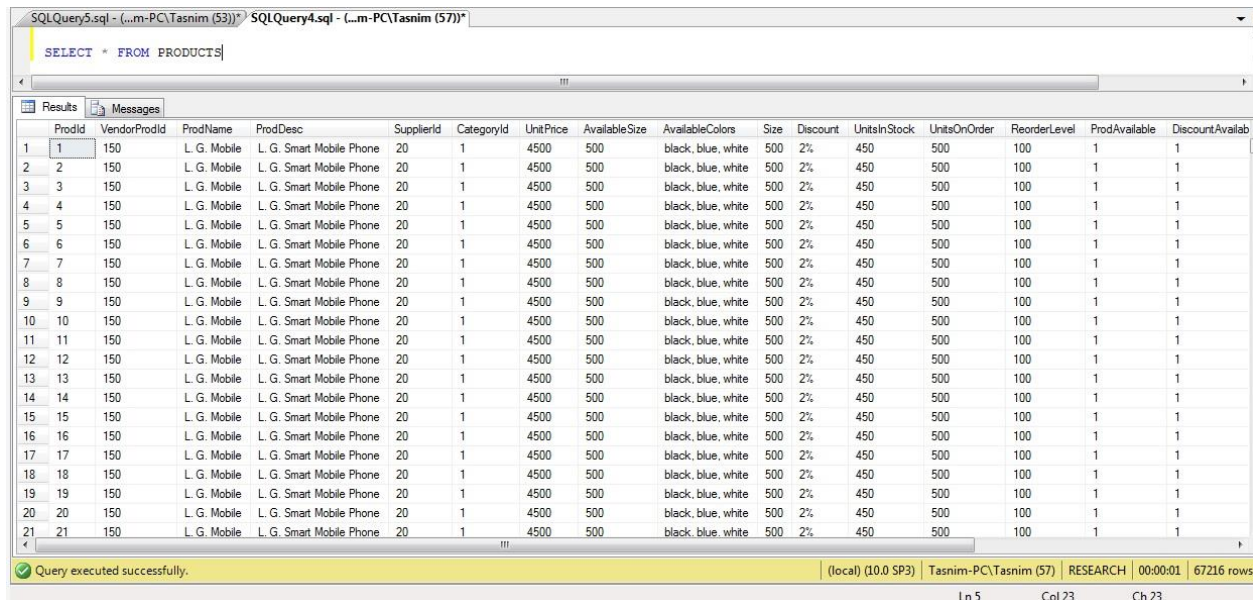 SQLQuery5.sql - (...m-PC\Tasnim (53))* SQLQuery4.sql - (...m-PC\Tasnim (57))*
SELECT * FROM PRODUCTS
Results Messages
ProdId VendorProdId ProdName ProdDesc SupplierId CategoryId UnitPrice AvailableSize AvailableColors Size Discount UnitsInStock UnitsOnOrder ReorderLevel ProdAvailable DiscountAvailab
1 1 150 L. G. Mobile L. G. Smart Mobile Phone 20 1 4500 500 black, blue, white 500 2% 450 500 100 1 1
2 2 150 L. G. Mobile L. G. Smart Mobile Phone 20 1 4500 500 black, blue, white 500 2% 450 500 100 1 1
3 3 150 L. G. Mobile L. G. Smart Mobile Phone 20 1 4500 500 black, blue, white 500 2% 450 500 100 1 1
4 4 150 L. G. Mobile L. G. Smart Mobile Phone 20 1 4500 500 black, blue, white 500 2% 450 500 100 1 1
5 5 150 L. G. Mobile L. G. Smart Mobile Phone 20 1 4500 500 black, blue, white 500 2% 450 500 100 1 1
6 6 150 L. G. Mobile L. G. Smart Mobile Phone 20 1 4500 500 black, blue, white 500 2% 450 500 100 1 1
7 7 150 L. G. Mobile L. G. Smart Mobile Phone 20 1 4500 500 black, blue, white 500 2% 450 500 100 1 1
8 8 150 L. G. Mobile L. G. Smart Mobile Phone 20 1 4500 500 black, blue, white 500 2% 450 500 100 1 1
9 9 150 L. G. Mobile L. G. Smart Mobile Phone 20 1 4500 500 black, blue, white 500 2% 450 500 100 1 1
10 10 150 L. G. Mobile L. G. Smart Mobile Phone 20 1 4500 500 black, blue, white 500 2% 450 500 100 1 1
11 11 150 L. G. Mobile L. G. Smart Mobile Phone 20 1 4500 500 black, blue, white 500 2% 450 500 100 1 1
12 12 150 L. G. Mobile L. G. Smart Mobile Phone 20 1 4500 500 black, blue, white 500 2% 450 500 100 1 1
13 13 150 L. G. Mobile L. G. Smart Mobile Phone 20 1 4500 500 black, blue, white 500 2% 450 500 100 1 1
14 14 150 L. G. Mobile L. G. Smart Mobile Phone 20 1 4500 500 black, blue, white 500 2% 450 500 100 1 1
15 15 150 L. G. Mobile L. G. Smart Mobile Phone 20 1 4500 500 black, blue, white 500 2% 450 500 100 1 1
16 16 150 L. G. Mobile L. G. Smart Mobile Phone 20 1 4500 500 black, blue, white 500 2% 450 500 100 1 1
17 17 150 L. G. Mobile L. G. Smart Mobile Phone 20 1 4500 500 black, blue, white 500 2% 450 500 100 1 1
18 18 150 L. G. Mobile L. G. Smart Mobile Phone 20 1 4500 500 black, blue, white 500 2% 450 500 100 1 1
19 19 150 L. G. Mobile L. G. Smart Mobile Phone 20 1 4500 500 black, blue, white 500 2% 450 500 100 1 1
20 20 150 L. G. Mobile L. G. Smart Mobile Phone 20 1 4500 500 black, blue, white 500 2% 450 500 100 1 1
21 21 150 L. G. Mobile L. G. Smart Mobile Phone 20 1 4500 500 black, blue, white 500 2% 450 500 100 1 1
Query executed successfully. (local) (10.0 SP3) Tasnim-PC\Tasnim (57) RESEARCH 00:00:01 67216 rows
Ln 5 Col 23 Ch 23